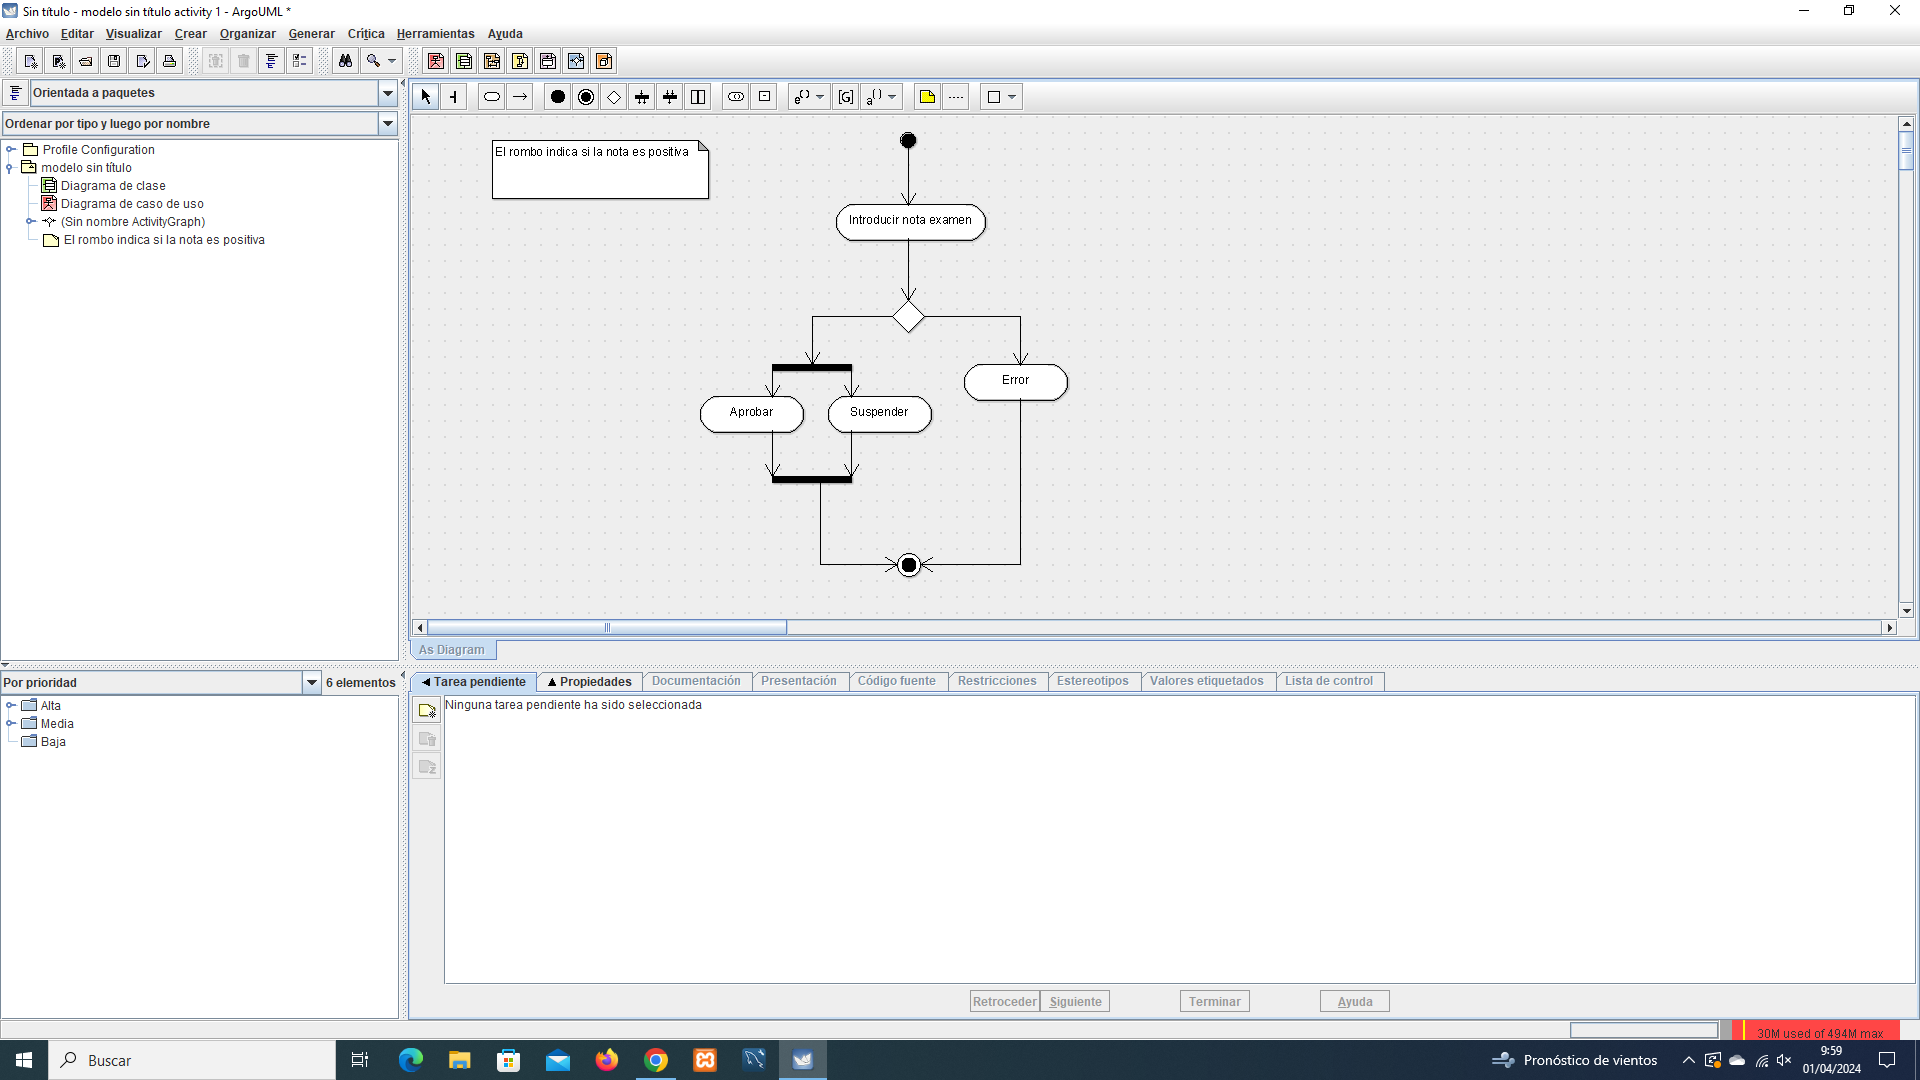 Sin título - modelo sin título activity 1 - ArgoUML *
Archivo Editar Visualizar Crear Organizar Generar Crítica Herramientas Ayuda
Orientada a paquetes
Ordenar por tipo y luego por nombre
Profile Configuration
modelo sin título
Diagrama de clase
Diagrama de caso de uso
(Sin nombre ActivityGraph)
El rombo indica si la nota es positiva
e() [G] a()
El rombo indica si la nota es positiva
Introducir nota examen
Error
Aprobar
Suspender
As Diagram
Por prioridad
6 elementos
Alta
Media
Baja
Tarea pendiente Propiedades Documentación Presentación Código fuente Restricciones Estereotipos Valores etiquetados Lista de control
Ninguna tarea pendiente ha sido seleccionada
Retroceder Siguiente Terminar Ayuda
30M used of 494M max
Buscar
Pronóstico de vientos
9:59
01/04/2024